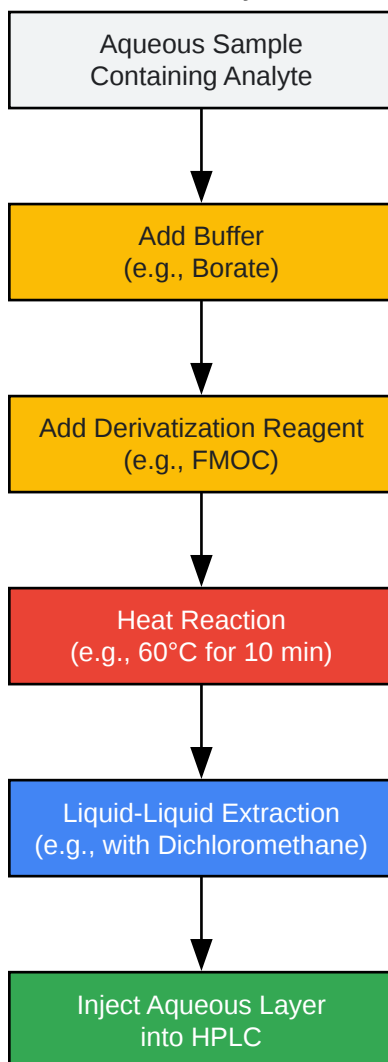 Aqueous Sample
Containing Analyte
Add Buffer
(e.g., Borate)
Add Derivatization Reagent
(e.g., FMOC)
Heat Reaction
(e.g., 60°C for 10 min)
Liquid-Liquid Extraction
(e.g., with Dichloromethane)
Inject Aqueous Layer
into HPLC